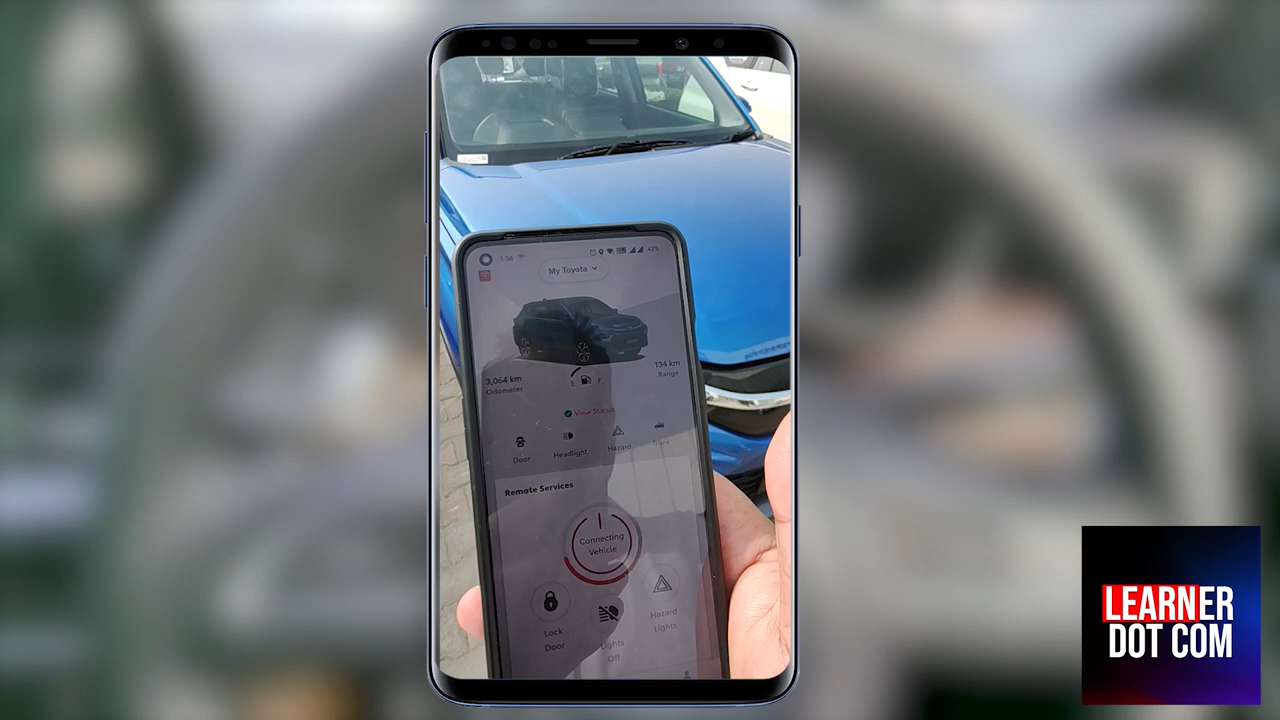 1:56
42%
My Toyota
3,064 km
Odometer
134 km
Range
E F
View Status
Door Headlight Hazard Trunk
Remote Services
Connecting
Vehicle
Lock
Door
Lights
Off
Hazard
Lights
LEARNER
DOT COM